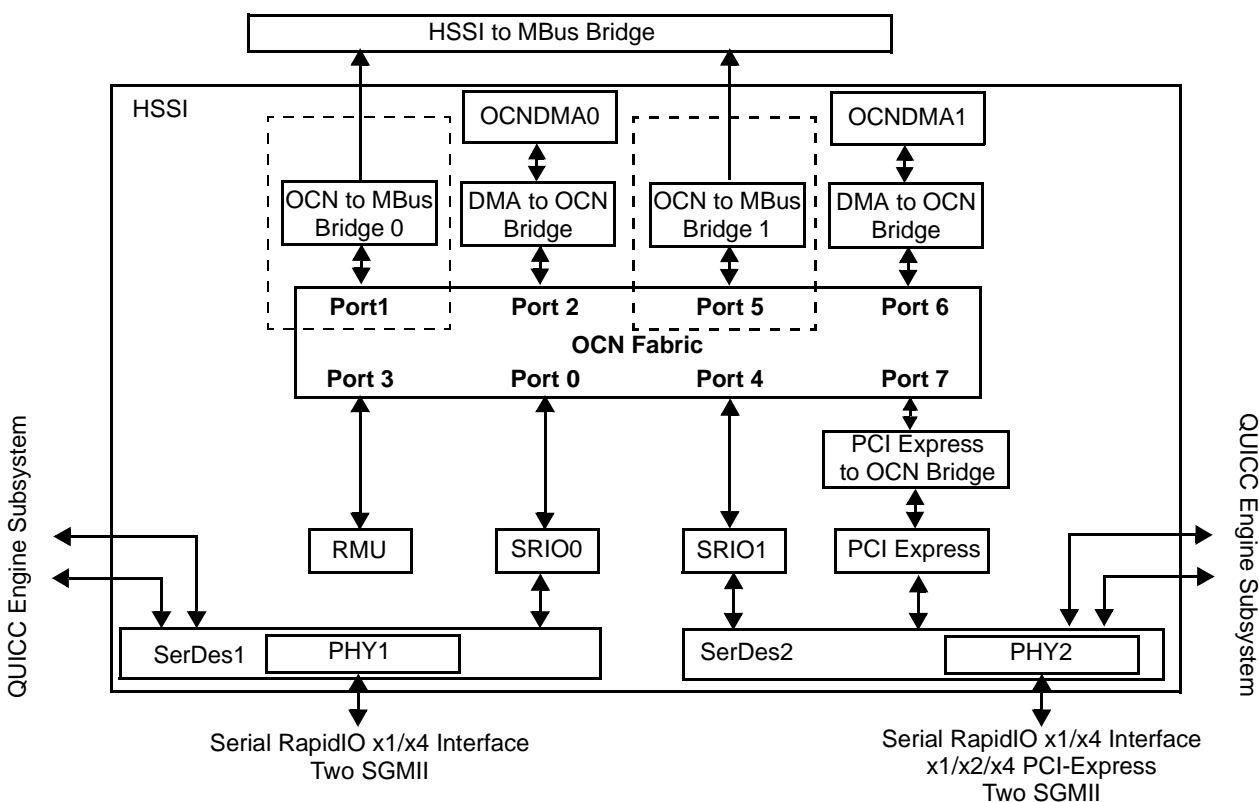 HSSI to MBus Bridge
HSSI
OCNDMA0
OCNDMA1
OCN to MBus
Bridge 0
DMA to OCN
Bridge
OCN to MBus
Bridge 1
DMA to OCN
Bridge
Port1
Port 2
Port 5
Port 6
OCN Fabric
Port 3
Port 0
Port 4
Port 7
PCI Express
to OCN Bridge
QUICC Engine Subsystem
QUICC Engine Subsystem
RMU
SRIO0
SRIO1
PCI Express
SerDes1
PHY1
SerDes2
PHY2
Serial RapidIO x1/x4 Interface
Two SGMII
Serial RapidIO x1/x4 Interface
x1/x2/x4 PCI-Express
Two SGMII